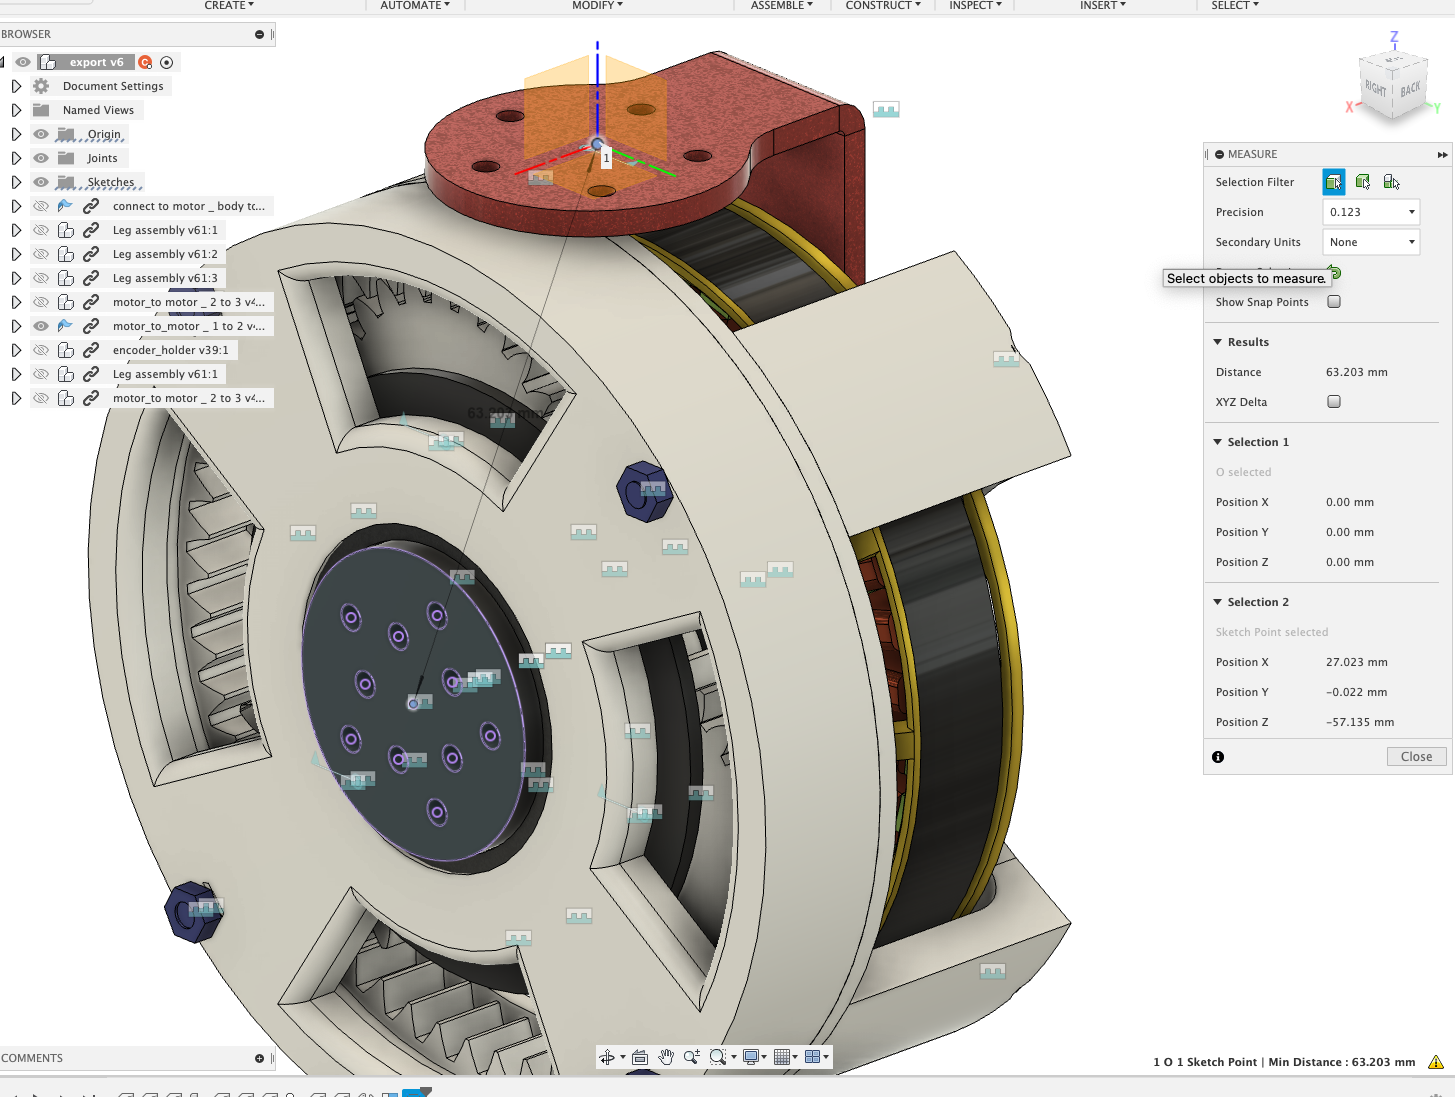 CREATE
AUTOMATE
MODIFY
ASSEMBLE
CONSTRUCT
INSPECT
INSERT
SELECT
BROWSER
export v6
C
Document Settings
Named Views
Origin
Joints
Sketches
connect to motor _ body tc...
Leg assembly v61:1
Leg assembly v61:2
Leg assembly v61:3
motor_to motor _ 2 to 3 v4...
motor_to_motor _ 1 to 2 v‹...
encoder_holder v39:1
Leg assembly v61:1
motor_to motor _ 2 to 3 v4...
1
63.203 mm
Z
RIGHT
BACK
X
Y
MEASURE
Selection Filter
Precision
0.123
Secondary Units
None
Select objects to measure.
Show Snap Points
Results
Distance
63.203 mm
XYZ Delta
Selection 1
O selected
Position X
0.00 mm
Position Y
0.00 mm
Position Z
0.00 mm
Selection 2
Sketch Point selected
Position X
27.023 mm
Position Y
-0.022 mm
Position Z
-57.135 mm
Close
COMMENTS
1 O 1 Sketch Point | Min Distance : 63.203 mm